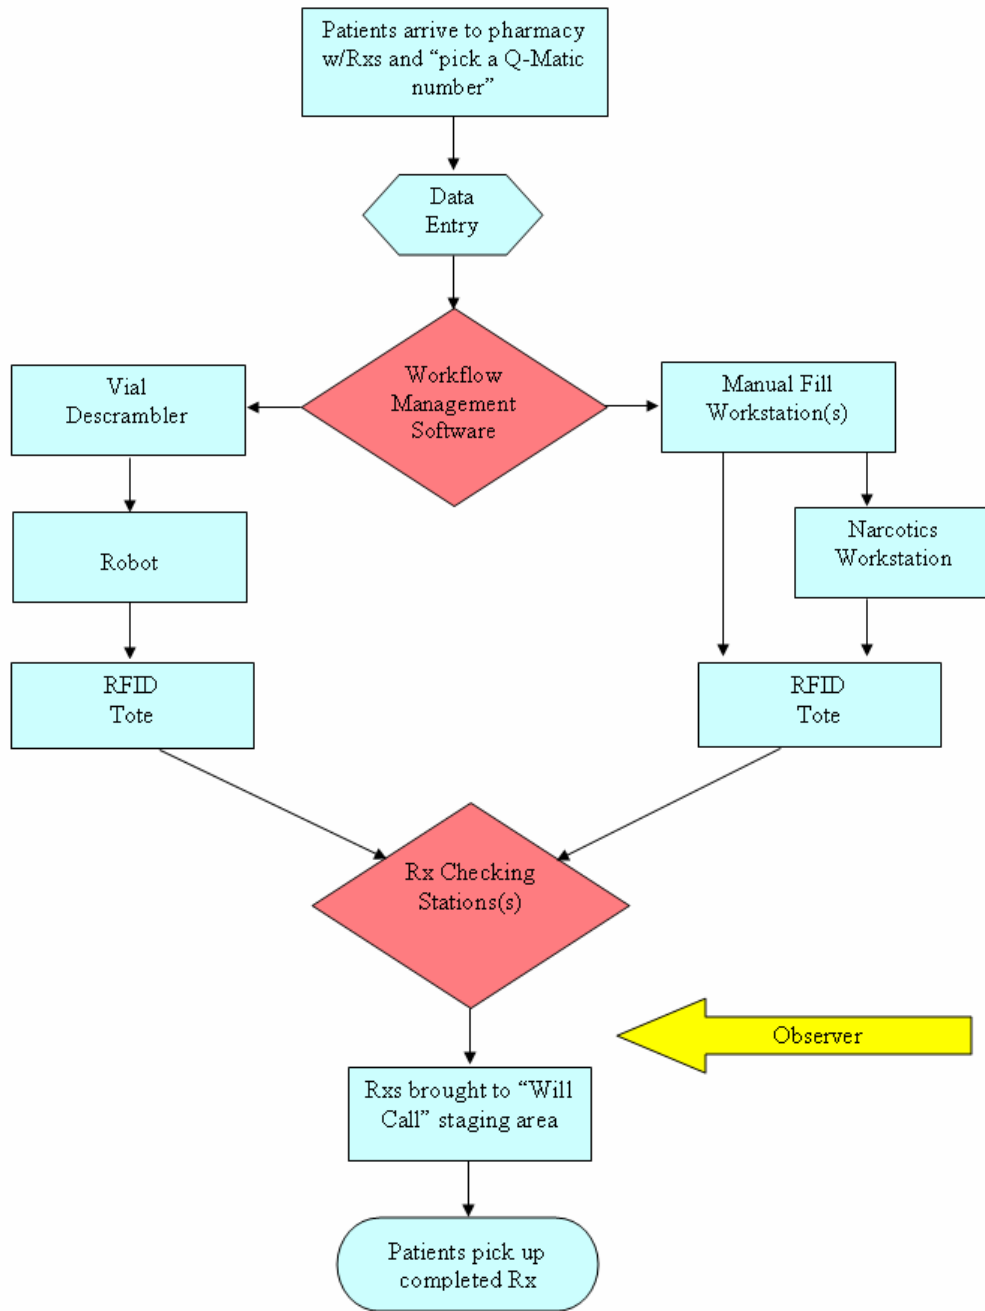 Patients arrive to pharmacy
w/Rxs and “pick a Q-Matic
number”
Data
Entry
Workflow
Management
Software
Vial
Descrambler
Manual Fill
Workstation(s)
Robot
Narcotics
Workstation
RFID
Tote
RFID
Tote
Rx Checking
Stations(s)
Observer
Rxs brought to “Will
Call” staging area
Patients pick up
completed Rx